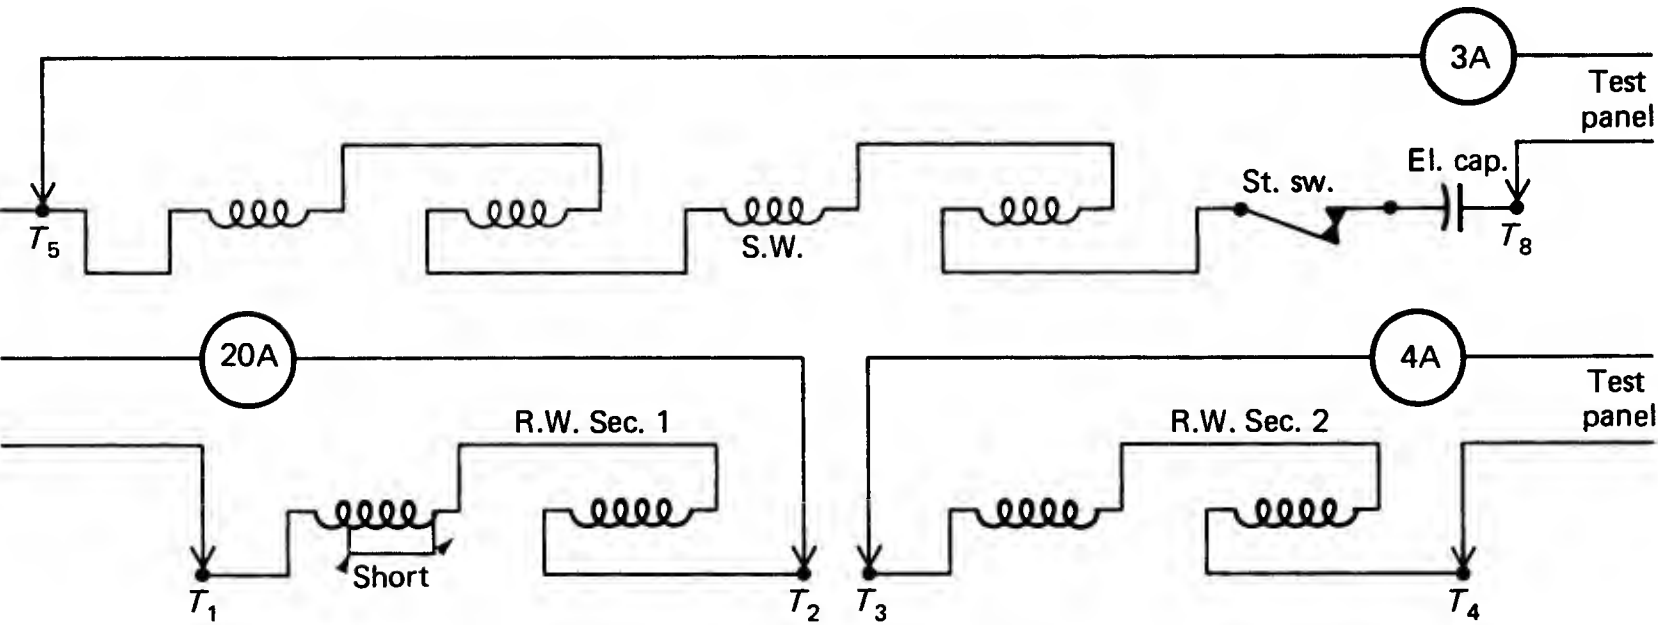 3A
Test
panel
El. cap.
St. sw.
T5
S.W.
T8
20A
4A
Test
panel
R.W. Sec. 1
R.W. Sec. 2
Short
T1
T2
T3
T4